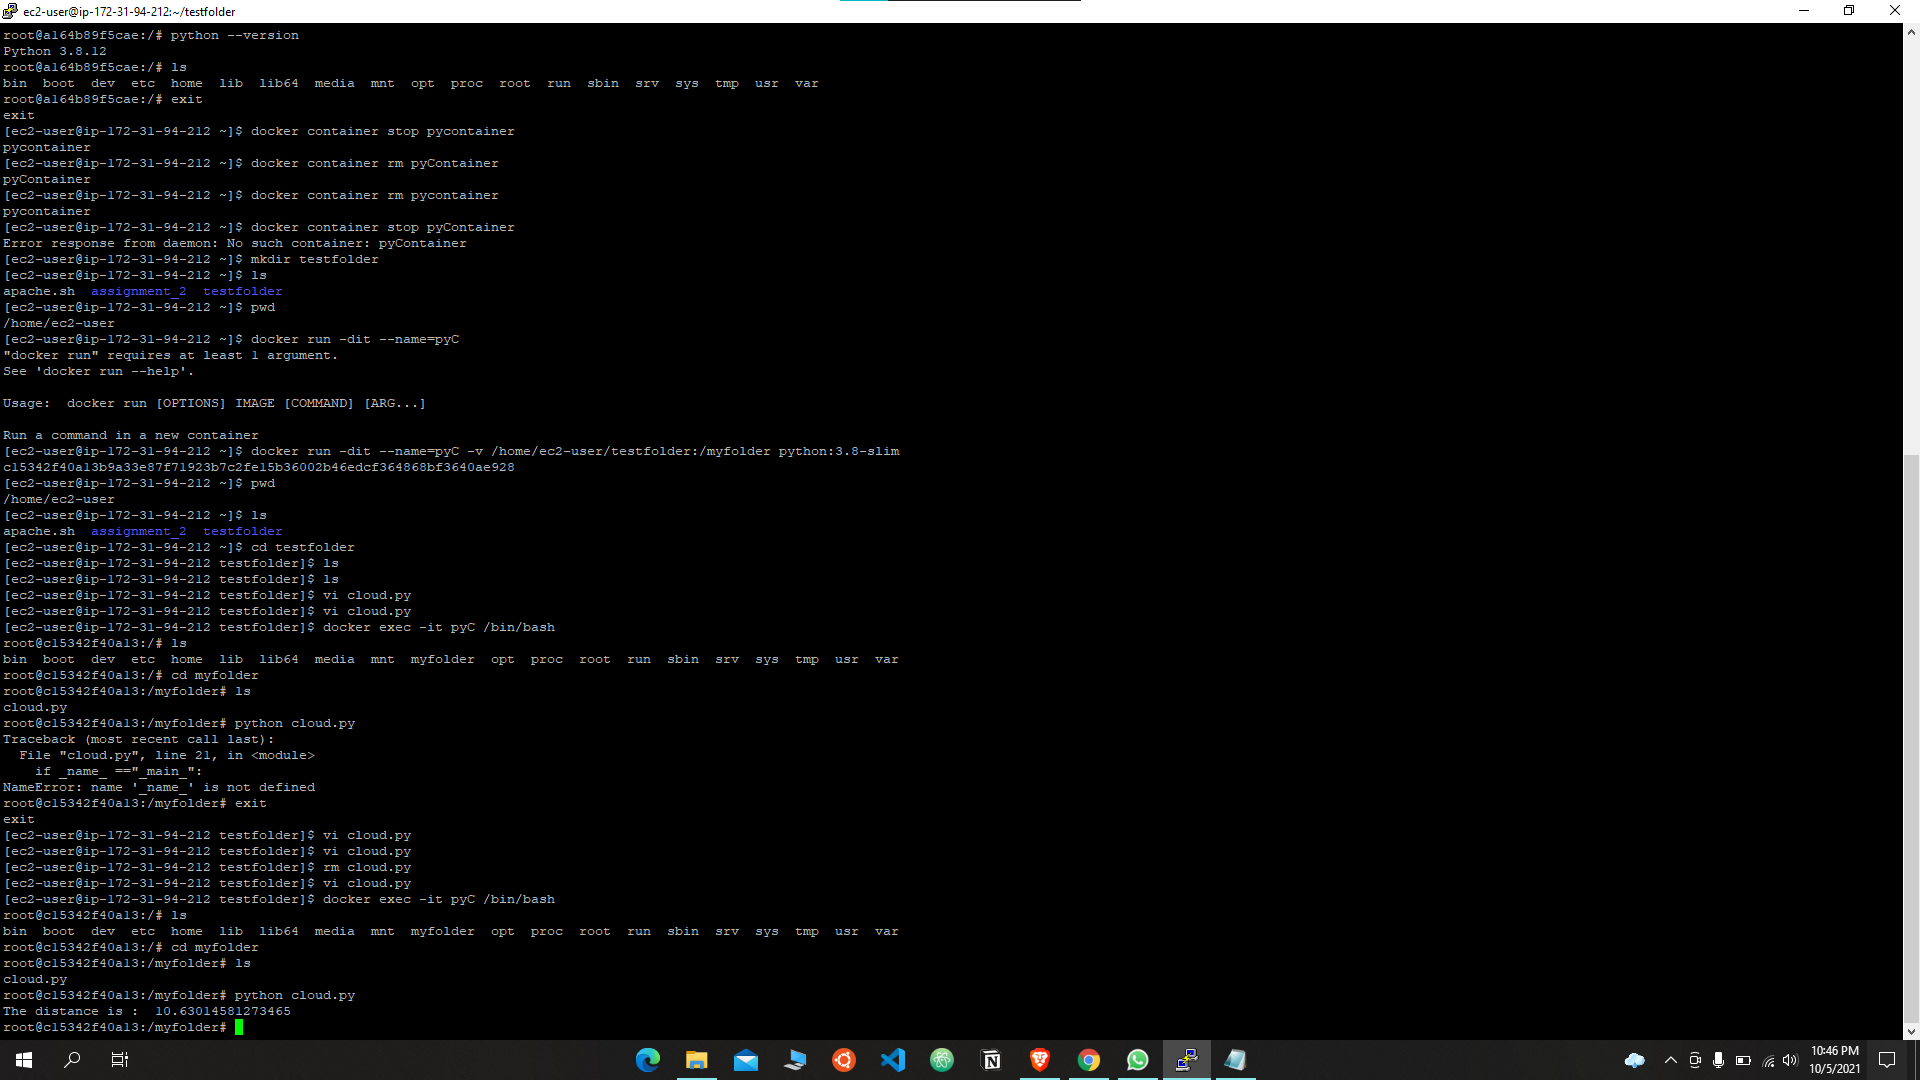 ec2-user@ip-172-31-94-212:~/testfolder
root@a164b89f5cae:/# python --version
Python 3.8.12
root@a164b89f5cae:/# ls
bin  boot  dev  etc  home  lib  lib64  media  mnt  opt  proc  root  run  sbin  srv  sys  tmp  usr  var
root@a164b89f5cae:/# exit
exit
[ec2-user@ip-172-31-94-212 ~]$ docker container stop pycontainer
pycontainer
[ec2-user@ip-172-31-94-212 ~]$ docker container rm pyContainer
pyContainer
[ec2-user@ip-172-31-94-212 ~]$ docker container rm pycontainer
pycontainer
[ec2-user@ip-172-31-94-212 ~]$ docker container stop pyContainer
Error response from daemon: No such container: pyContainer
[ec2-user@ip-172-31-94-212 ~]$ mkdir testfolder
[ec2-user@ip-172-31-94-212 ~]$ ls
apache.sh  assignment_2  testfolder
[ec2-user@ip-172-31-94-212 ~]$ pwd
/home/ec2-user
[ec2-user@ip-172-31-94-212 ~]$ docker run -dit --name=pyC
"docker run" requires at least 1 argument.
See 'docker run --help'.
Usage:  docker run [OPTIONS] IMAGE [COMMAND] [ARG...]
Run a command in a new container
[ec2-user@ip-172-31-94-212 ~]$ docker run -dit --name=pyC -v /home/ec2-user/testfolder:/myfolder python:3.8-slim
c15342f40a13b9a33e87f71923b7c2fe15b36002b46edcf364868bf3640ae928
[ec2-user@ip-172-31-94-212 ~]$ pwd
/home/ec2-user
[ec2-user@ip-172-31-94-212 ~]$ ls
apache.sh  assignment_2  testfolder
[ec2-user@ip-172-31-94-212 ~]$ cd testfolder
[ec2-user@ip-172-31-94-212 testfolder]$ ls
[ec2-user@ip-172-31-94-212 testfolder]$ ls
[ec2-user@ip-172-31-94-212 testfolder]$ vi cloud.py
[ec2-user@ip-172-31-94-212 testfolder]$ vi cloud.py
[ec2-user@ip-172-31-94-212 testfolder]$ docker exec -it pyC /bin/bash
root@c15342f40a13:/# ls
bin  boot  dev  etc  home  lib  lib64  media  mnt  myfolder  opt  proc  root  run  sbin  srv  sys  tmp  usr  var
root@c15342f40a13:/# cd myfolder
root@c15342f40a13:/myfolder# ls
cloud.py
root@c15342f40a13:/myfolder# python cloud.py
Traceback (most recent call last):
  File "cloud.py", line 21, in <module>
    if _name_ =="_main_":
NameError: name '_name_' is not defined
root@c15342f40a13:/myfolder# exit
exit
[ec2-user@ip-172-31-94-212 testfolder]$ vi cloud.py
[ec2-user@ip-172-31-94-212 testfolder]$ vi cloud.py
[ec2-user@ip-172-31-94-212 testfolder]$ rm cloud.py
[ec2-user@ip-172-31-94-212 testfolder]$ vi cloud.py
[ec2-user@ip-172-31-94-212 testfolder]$ docker exec -it pyC /bin/bash
root@c15342f40a13:/# ls
bin  boot  dev  etc  home  lib  lib64  media  mnt  myfolder  opt  proc  root  run  sbin  srv  sys  tmp  usr  var
root@c15342f40a13:/# cd myfolder
root@c15342f40a13:/myfolder# ls
cloud.py
root@c15342f40a13:/myfolder# python cloud.py
The distance is :  10.63014581273465
root@c15342f40a13:/myfolder#
10:46 PM
10/5/2021